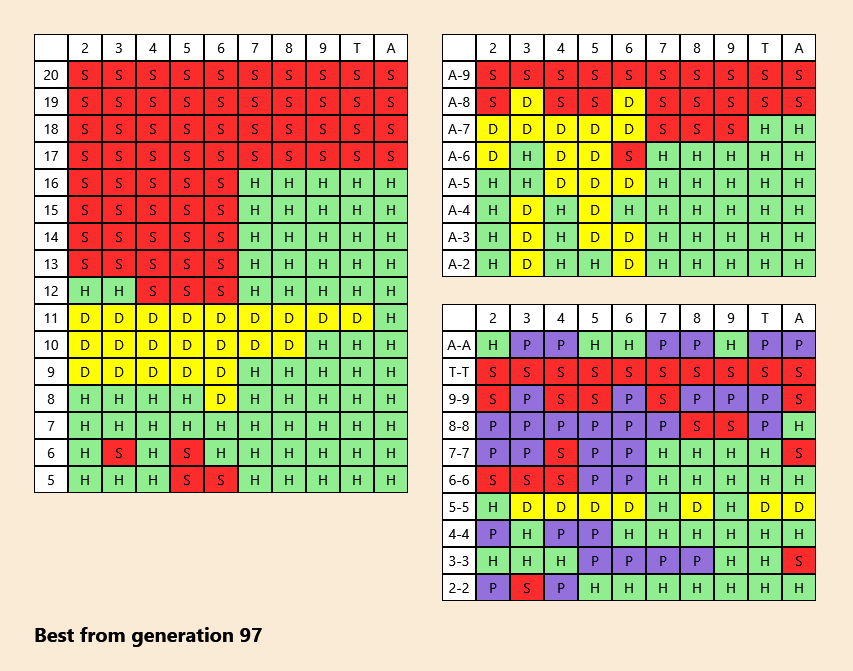 2 3 4 5 6 7 8 9 T A
20 S S S S S S S S S S
19 S S S S S S S S S S
18 S S S S S S S S S S
17 S S S S S S S S S S
16 S S S S S H H H H H
15 S S S S S H H H H H
14 S S S S S H H H H H
13 S S S S S H H H H H
12 H H S S S H H H H H
11 D D D D D D D D D H
10 D D D D D D D H H H
9 D D D D D H H H H H
8 H H H H D H H H H H
7 H H H H H H H H H H
6 H S H S H H H H H H
5 H H H S S H H H H H
2 3 4 5 6 7 8 9 T A
A-9 S S S S S S S S S S
A-8 S D S S D S S S S S
A-7 D D D D D S S S H H
A-6 D H D D S H H H H H
A-5 H H D D D H H H H H
A-4 H D H D H H H H H H
A-3 H D H D D H H H H H
A-2 H D H H D H H H H H
2 3 4 5 6 7 8 9 T A
A-A H P P H H P P H P P
T-T S S S S S S S S S S
9-9 S P S S P S P P P S
8-8 P P P P P P S S P H
7-7 P P S P P H H H H S
6-6 S S S P P H H H H H
5-5 H D D D D H D H D D
4-4 P H P P H H H H H H
3-3 H H H P P P P H H S
2-2 P S P H H H H H H H
Best from generation 97